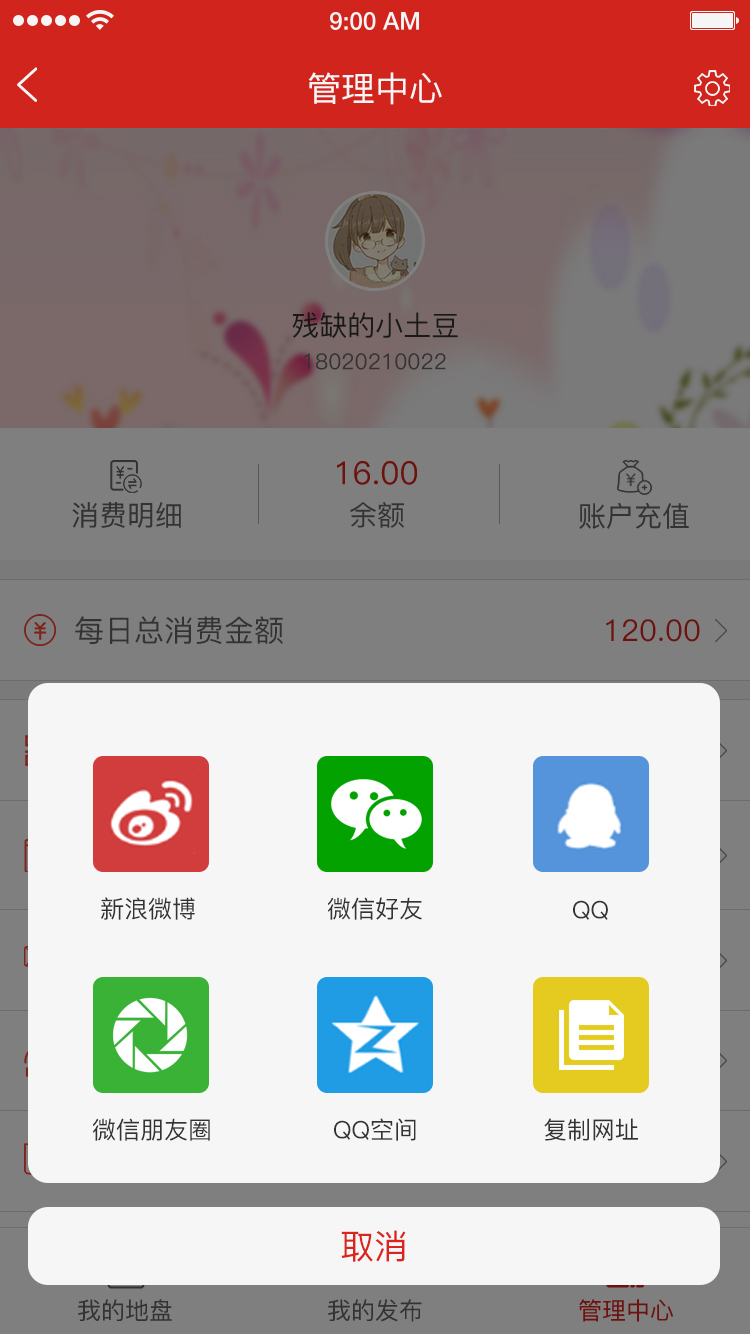 9:00 AM
管理中心
残缺的小土豆
18020210022
消费明细
16.00
余额
账户充值
每日总消费金额
120.00
新浪微博
微信好友
QQ
微信朋友圈
QQ空间
复制网址
取消
我的地盘
我的发布
管理中心